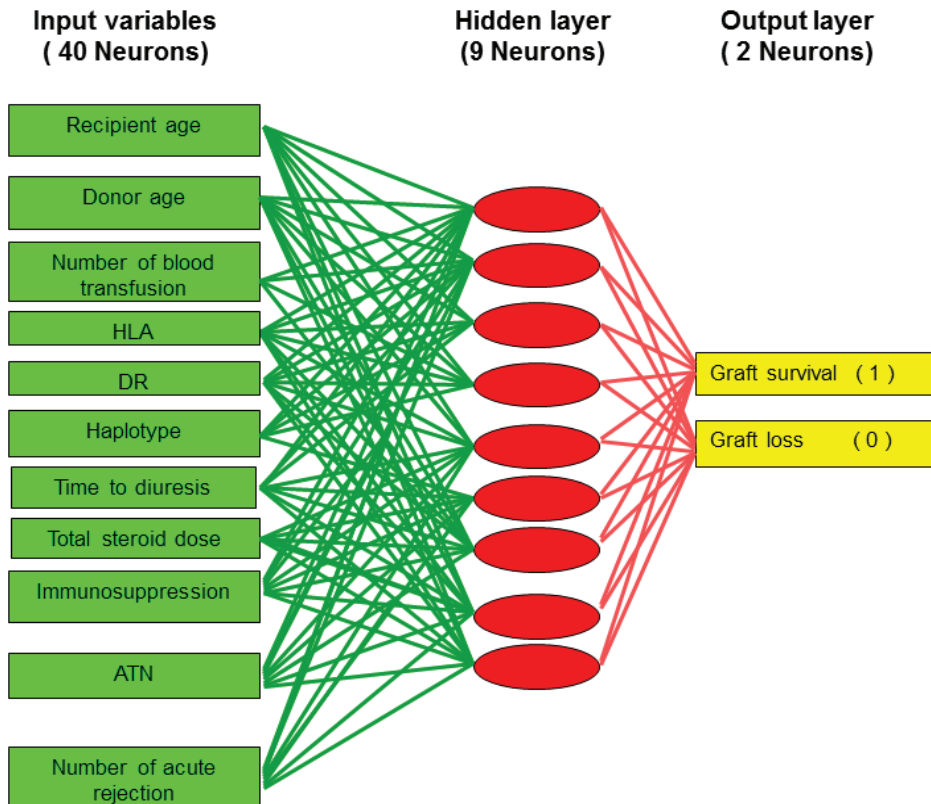 Input variables
( 40 Neurons)
Hidden layer
(9 Neurons)
Output layer
( 2 Neurons)
Recipient age
Donor age
Number of blood
transfusion
HLA
DR
Haplotype
Time to diuresis
Total steroid dose
Immunosuppression
ATN
Number of acute
rejection
Graft survival ( 1 )
Graft loss ( 0 )